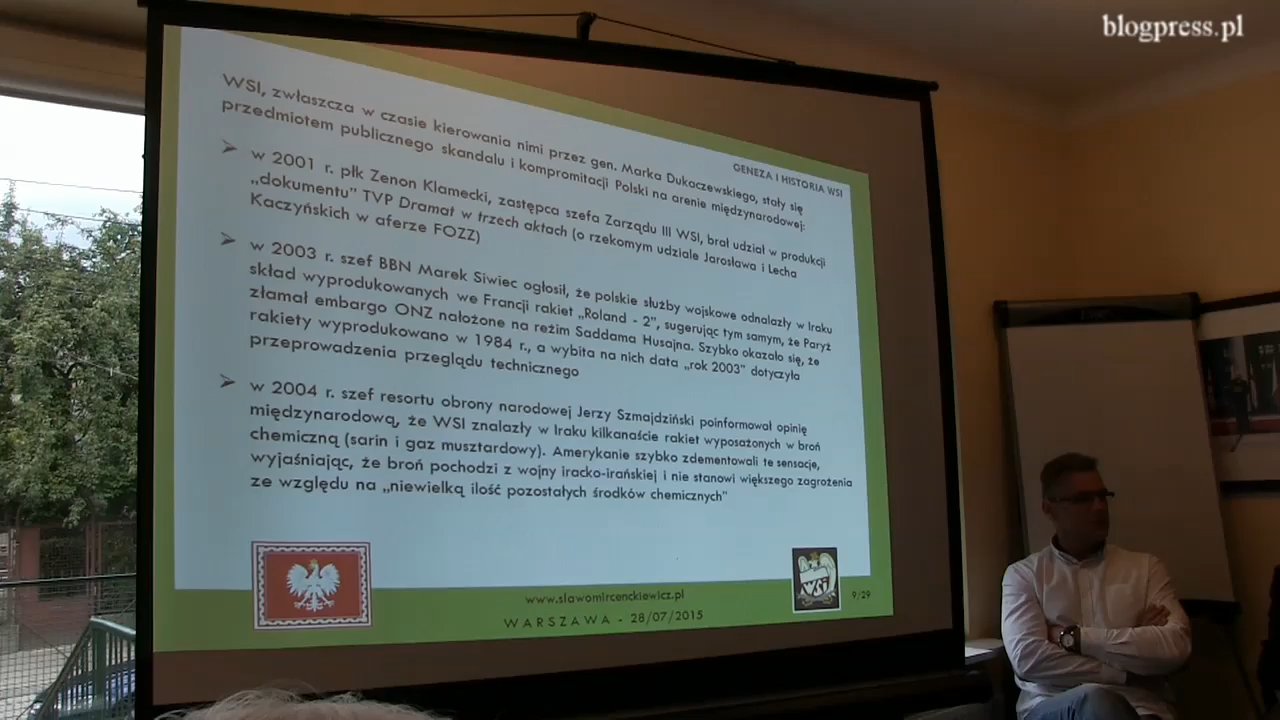 blogpress.pl
GENEZA I HISTORIA WSI
WSI, zwłaszcza w czasie kierowania nimi przez gen. Marka Dukaczewskiego, stały się
przedmiotem publicznego skandalu i kompromitacji Polski na arenie międzynarodowej:
➢ w 2001 r. płk Zenon Klamecki, zastępca szefa Zarządu III WSI, brał udział w produkcji
„dokumentu” TVP Dramat w trzech aktach (o rzekomym udziale Jarosława i Lecha
Kaczyńskich w aferze FOZZ)
➢ w 2003 r. szef BBN Marek Siwiec ogłosił, że polskie służby wojskowe odnalazły w Iraku
skład wyprodukowanych we Francji rakiet „Roland - 2”, sugerując tym samym, że Paryż
złamał embargo ONZ nałożone na reżim Saddama Husajna. Szybko okazało się, że
rakiety wyprodukowano w 1984 r., a wybita na nich data „rok 2003” dotyczyła
przeprowadzenia przeglądu technicznego
➢ w 2004 r. szef resortu obrony narodowej Jerzy Szmajdziński poinformował opinię
międzynarodową, że WSI znalazły w Iraku kilkanaście rakiet wyposażonych w broń
chemiczną (sarin i gaz musztardowy). Amerykanie szybko zdementowali te sensacje,
wyjaśniając, że broń pochodzi z wojny iracko-irańskiej i nie stanowi większego zagrożenia
ze względu na „niewielką ilość pozostałych środków chemicznych”
WSI
www.slawomircenckiewicz.pl
9/29
WARSZAWA - 28/07/2015